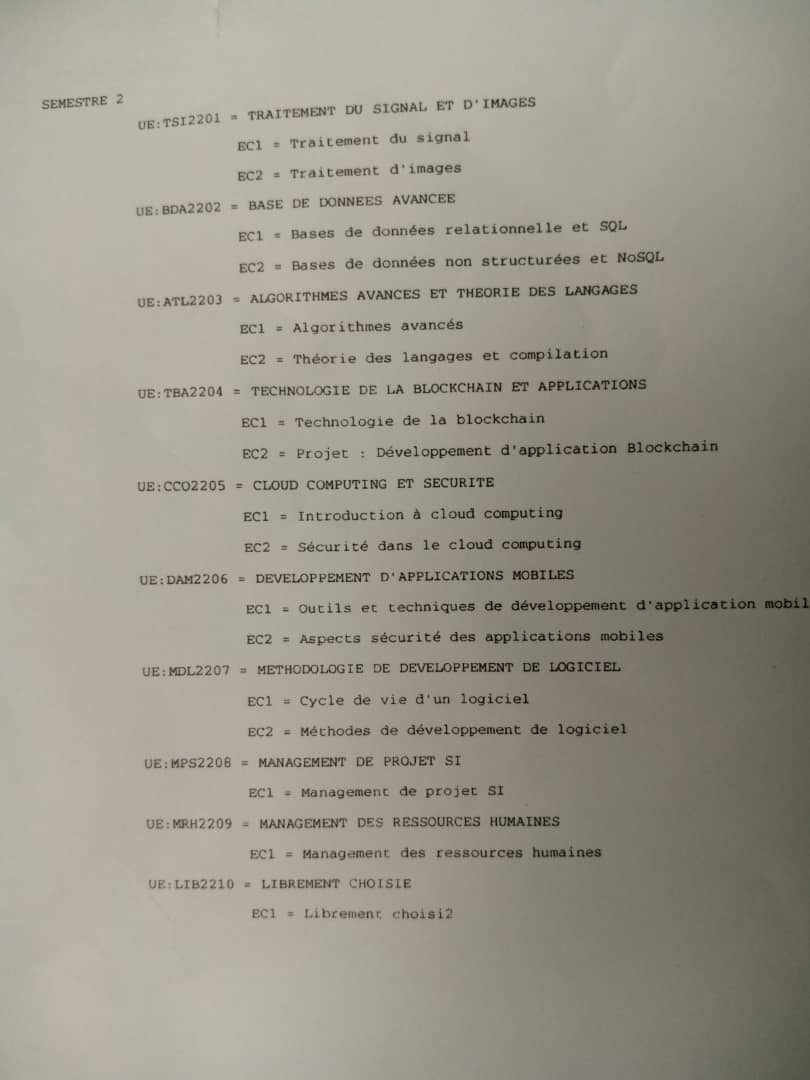 SEMESTRE 2
UE:TSI2201 = TRAITEMENT DU SIGNAL ET D'IMAGES
EC1 = Traitement du signal
EC2 = Traitement d'images
UE:BDA2202 = BASE DE DONNEES AVANCEE
EC1 = Bases de données relationnelle et SQL
EC2 = Bases de données non structurées et NoSQL
UE:ATL2203 = ALGORITHMES AVANCES ET THEORIE DES LANGAGES
EC1 = Algorithmes avancés
EC2 = Théorie des langages et compilation
UE:TBA2204 = TECHNOLOGIE DE LA BLOCKCHAIN ET APPLICATIONS
EC1 = Technologie de la blockchain
EC2 = Projet : Développement d'application Blockchain
UE:CCO2205 = CLOUD COMPUTING ET SECURITE
EC1 = Introduction à cloud computing
EC2 = Sécurité dans le cloud computing
UE:DAM2206 = DEVELOPPEMENT D'APPLICATIONS MOBILES
EC1 = Outils et techniques de développement d'application mobil
EC2 = Aspects sécurité des applications mobiles
UE:MDL2207 = METHODOLOGIE DE DEVELOPPEMENT DE LOGICIEL
EC1 = Cycle de vie d'un logiciel
EC2 = Méthodes de développement de logiciel
UE:MPS2208 = MANAGEMENT DE PROJET SI
EC1 = Management de projet SI
UE:MRH2209 = MANAGEMENT DES RESSOURCES HUMAINES
EC1 = Management des ressources humaines
UE:LIB2210 = LIBREMENT CHOISIE
EC1 = Librement choisi2